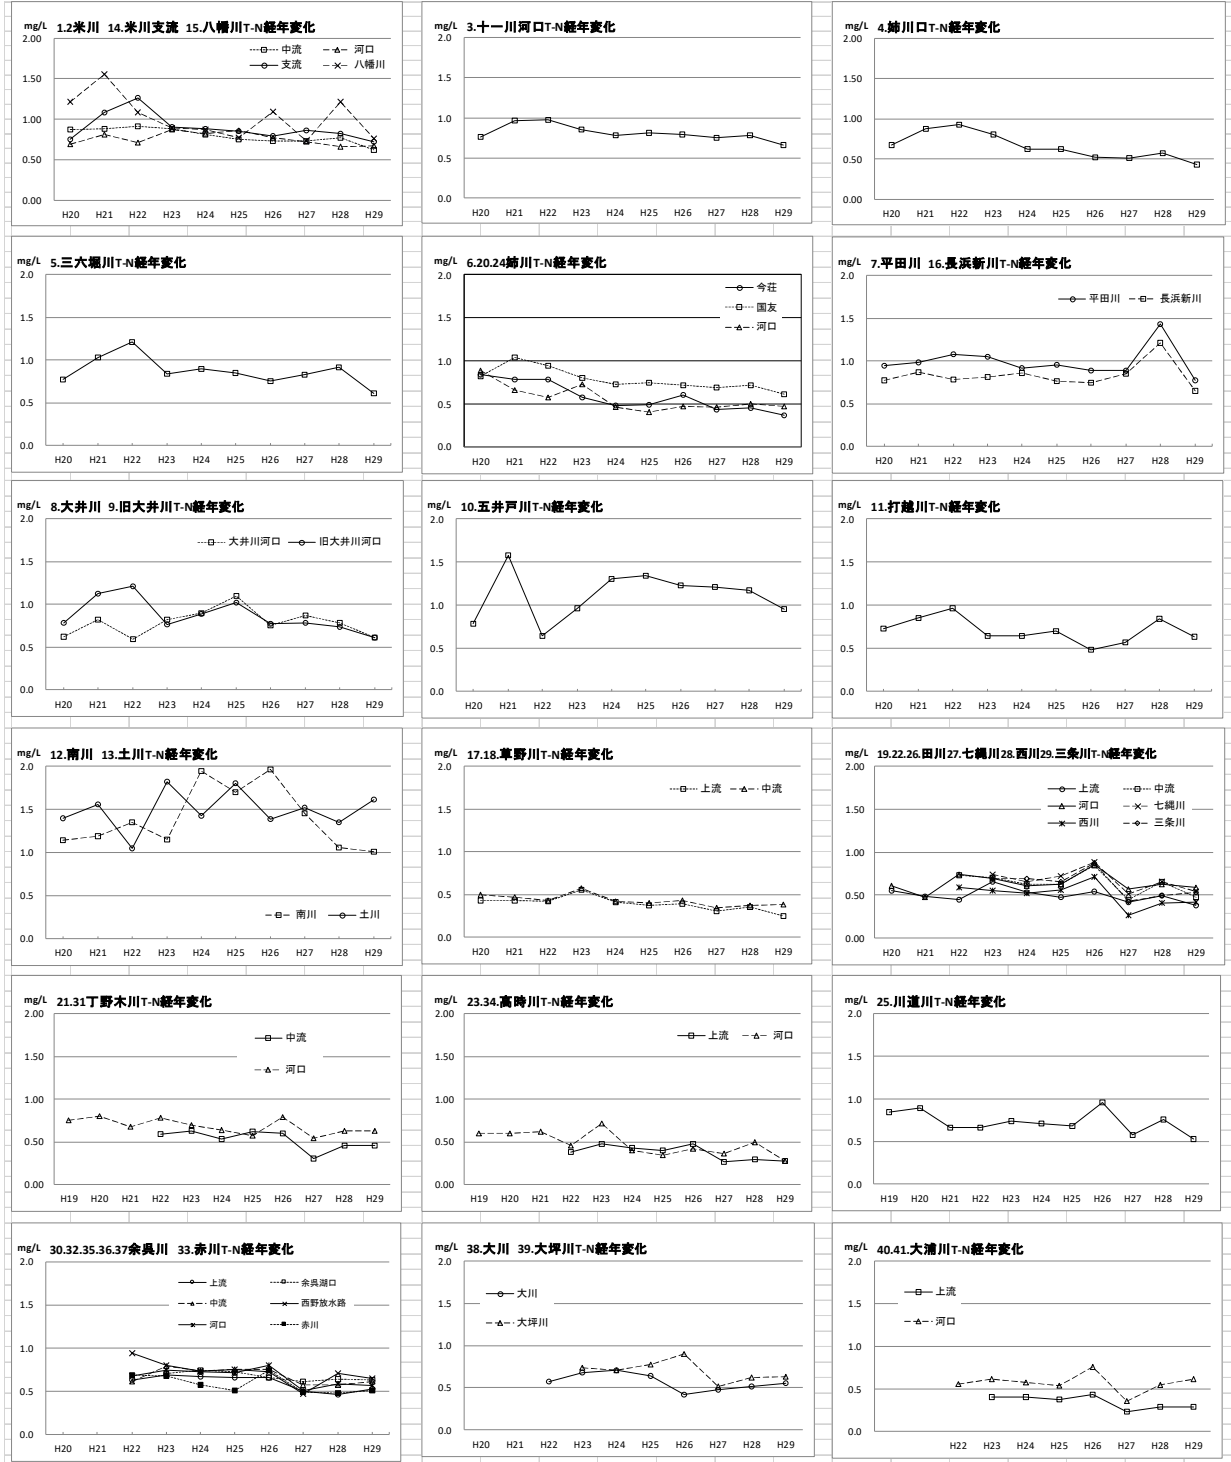 mg/L 1.2米川 14.米川支流 15.八幡川T-N経年変化
2.00
中流 河口
支流 八幡川
1.50
1.00
0.50
0.00
H20 H21 H22 H23 H24 H25 H26 H27 H28 H29
mg/L 3.十一川河口T-N経年変化
2.0
1.5
1.0
0.5
0.0
H20 H21 H22 H23 H24 H25 H26 H27 H28 H29
mg/L 4.姉川口T-N経年変化
2.00
1.50
1.00
0.50
0.00
H20 H21 H22 H23 H24 H25 H26 H27 H28 H29
mg/L 5.三六堀川T-N経年変化
2.0
1.5
1.0
0.5
0.0
H20 H21 H22 H23 H24 H25 H26 H27 H28 H29
mg/L 6.20.24姉川T-N経年変化
2.0
今荘
国友
河口
1.5
1.0
0.5
0.0
H20 H21 H22 H23 H24 H25 H26 H27 H28 H29
mg/L 7.平田川 16.長浜新川T-N経年変化
2.0
平田川 長浜新川
1.5
1.0
0.5
0.0
H20 H21 H22 H23 H24 H25 H26 H27 H28 H29
mg/L 8.大井川 9.旧大井川T-N経年変化
2.0
大井川河口 旧大井川河口
1.5
1.0
0.5
0.0
H20 H21 H22 H23 H24 H25 H26 H27 H28 H29
mg/L 10.五井戸川T-N経年変化
2.0
1.5
1.0
0.5
0.0
H20 H21 H22 H23 H24 H25 H26 H27 H28 H29
mg/L 11.打越川T-N経年変化
2.0
1.5
1.0
0.5
0.0
H20 H21 H22 H23 H24 H25 H26 H27 H28 H29
mg/L 12.南川 13.土川T-N経年変化
2.0
1.5
1.0
0.5
南川 土川
0.0
H20 H21 H22 H23 H24 H25 H26 H27 H28 H29
mg/L 17.18.草野川T-N経年変化
2.0
上流 中流
1.5
1.0
0.5
0.0
H20 H21 H22 H23 H24 H25 H26 H27 H28 H29
mg/L 19.22.26.田川27.七縄川28.西川29.三条川T-N経年変化
2.00
上流 中流
河口 七縄川
西川 三条川
1.50
1.00
0.50
0.00
H20 H21 H22 H23 H24 H25 H26 H27 H28 H29
mg/L 21.31丁野木川T-N経年変化
2.00
中流
河口
1.50
1.00
0.50
0.00
H19 H20 H21 H22 H23 H24 H25 H26 H27 H28 H29
mg/L 23.34.高時川T-N経年変化
2.00
上流 河口
1.50
1.00
0.50
0.00
H19 H20 H21 H22 H23 H24 H25 H26 H27 H28 H29
mg/L 25.川道川T-N経年変化
2.0
1.5
1.0
0.5
0.0
H19 H20 H21 H22 H23 H24 H25 H26 H27 H28 H29
mg/L 30.32.35.36.37余呉川 33.赤川T-N経年変化
2.0
上流 余呉湖口
中流 西野放水路
河口 赤川
1.5
1.0
0.5
0.0
H20 H21 H22 H23 H24 H25 H26 H27 H28 H29
mg/L 38.大川 39.大坪川T-N経年変化
2.0
大川
大坪川
1.5
1.0
0.5
0.0
H20 H21 H22 H23 H24 H25 H26 H27 H28 H29
mg/L 40.41.大浦川T-N経年変化
2.0
上流
河口
1.5
1.0
0.5
0.0
H22 H23 H24 H25 H26 H27 H28 H29